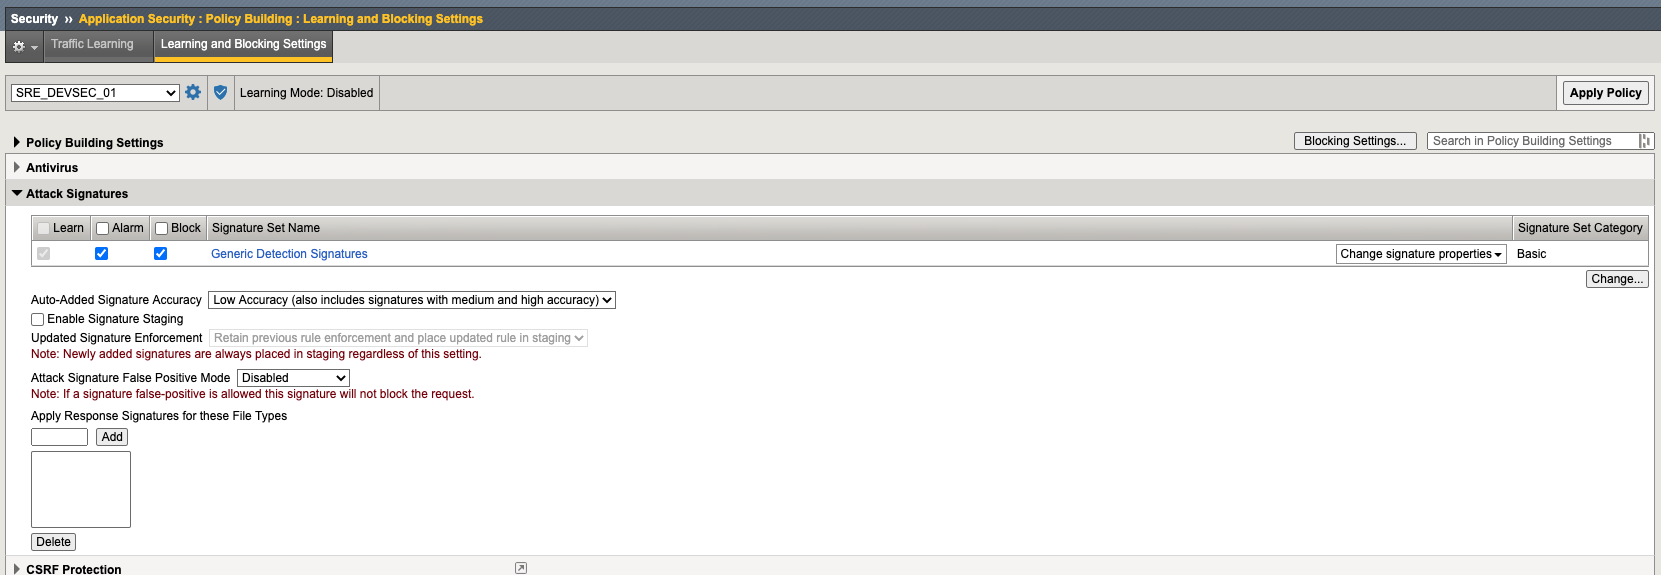 Security ›› Application Security : Policy Building : Learning and Blocking Settings
Traffic Learning Learning and Blocking Settings
SRE_DEVSEC_01 Learning Mode: Disabled Apply Policy
Policy Building Settings Blocking Settings... Search in Policy Building Settings
Antivirus
Attack Signatures
Learn Alarm Block Signature Set Name Signature Set Category
Generic Detection Signatures Change signature properties Basic
Change...
Auto-Added Signature Accuracy Low Accuracy (also includes signatures with medium and high accuracy)
Enable Signature Staging
Updated Signature Enforcement Retain previous rule enforcement and place updated rule in staging
Note: Newly added signatures are always placed in staging regardless of this setting.
Attack Signature False Positive Mode Disabled
Note: If a signature false-positive is allowed this signature will not block the request.
Apply Response Signatures for these File Types
Add
Delete
CSRF Protection